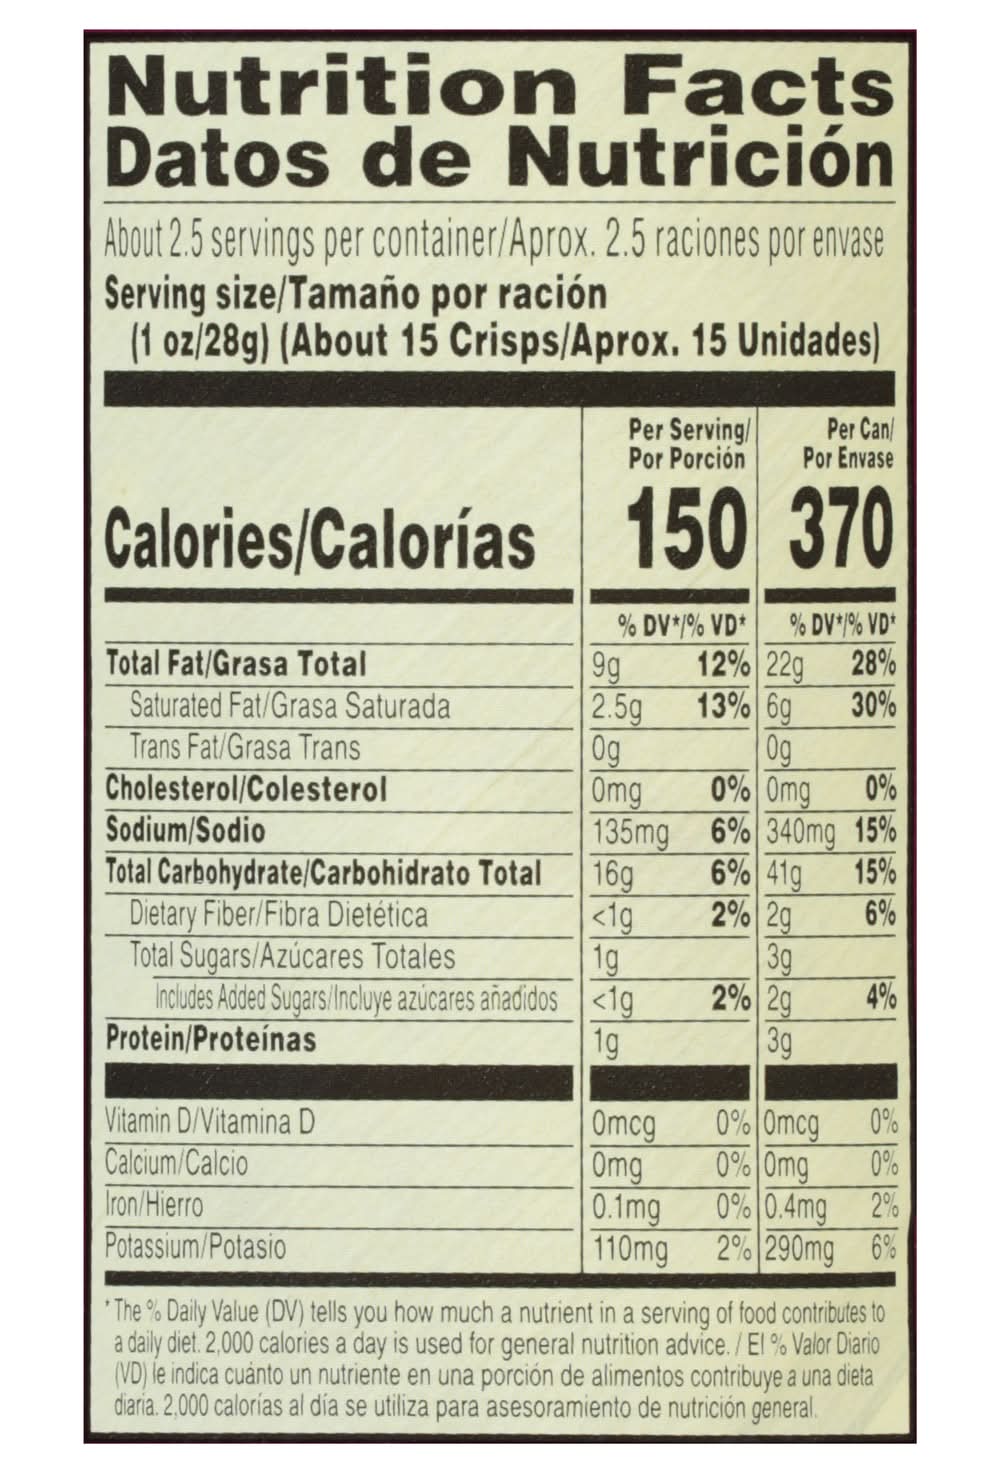 Nutrition Facts
Datos de Nutrición
About 2.5 servings per container/Aprox. 2.5 raciones por envase
Serving size/Tamaño por ración
(1 oz/28g) (About 15 Crisps/Aprox. 15 Unidades)
Per Serving/ Per Can/
Por Porción Por Envase
Calories/Calorías 150 370
% DV*/% VD* % DV*/% VD*
Total Fat/Grasa Total 9g 12% 22g 28%
Saturated Fat/Grasa Saturada 2.5g 13% 6g 30%
Trans Fat/Grasa Trans 0g 0g
Cholesterol/Colesterol 0mg 0% 0mg 0%
Sodium/Sodio 135mg 6% 340mg 15%
Total Carbohydrate/Carbohidrato Total 16g 6% 41g 15%
Dietary Fiber/Fibra Dietética <1g 2% 2g 6%
Total Sugars/Azúcares Totales 1g 3g
Includes Added Sugars/Incluye azúcares añadidos <1g 2% 2g 4%
Protein/Proteínas 1g 3g
Vitamin D/Vitamina D 0mcg 0% 0mcg 0%
Calcium/Calcio 0mg 0% 0mg 0%
Iron/Hierro 0.1mg 0% 0.4mg 2%
Potassium/Potasio 110mg 2% 290mg 6%
*The % Daily Value (DV) tells you how much a nutrient in a serving of food contributes to
a daily diet. 2,000 calories a day is used for general nutrition advice. / El % Valor Diario
(VD) le indica cuánto un nutriente en una porción de alimentos contribuye a una dieta
diaria. 2,000 calorías al día se utiliza para asesoramiento de nutrición general.